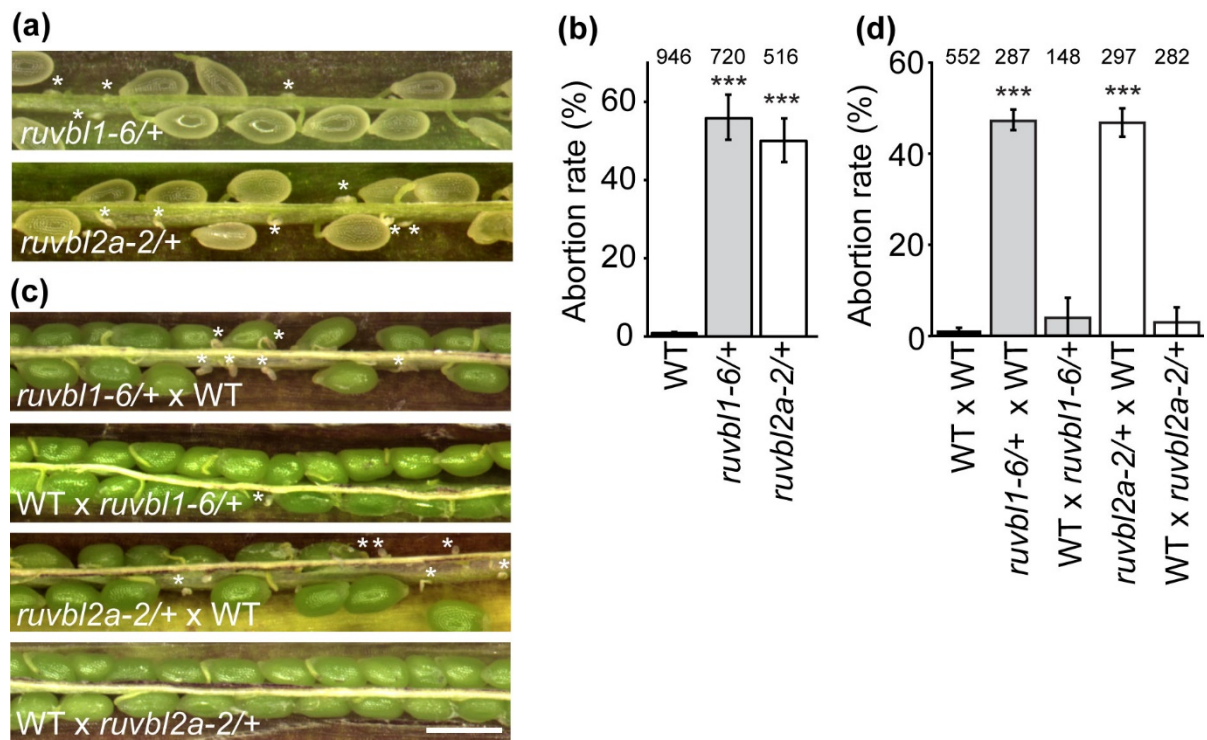 (a)
* * *
*
ruvbl1-6/+
*
* *
* * *
ruvbl2a-2/+
(b)
946 720 516
*** ***
Abortion rate (%)
60
40
20
0
WT
ruvbl1-6/+
ruvbl2a-2/+
(c)
* *
* * * *
ruvbl1-6/+ x WT
WT x ruvbl1-6/+ *
** *
* * *
ruvbl2a-2/+ x WT
WT x ruvbl2a-2/+
(d)
552 287 148 297 282
*** ***
Abortion rate (%)
60
40
20
0
WT x WT
ruvbl1-6/+ x WT
WT x ruvbl1-6/+
ruvbl2a-2/+ x WT
WT x ruvbl2a-2/+